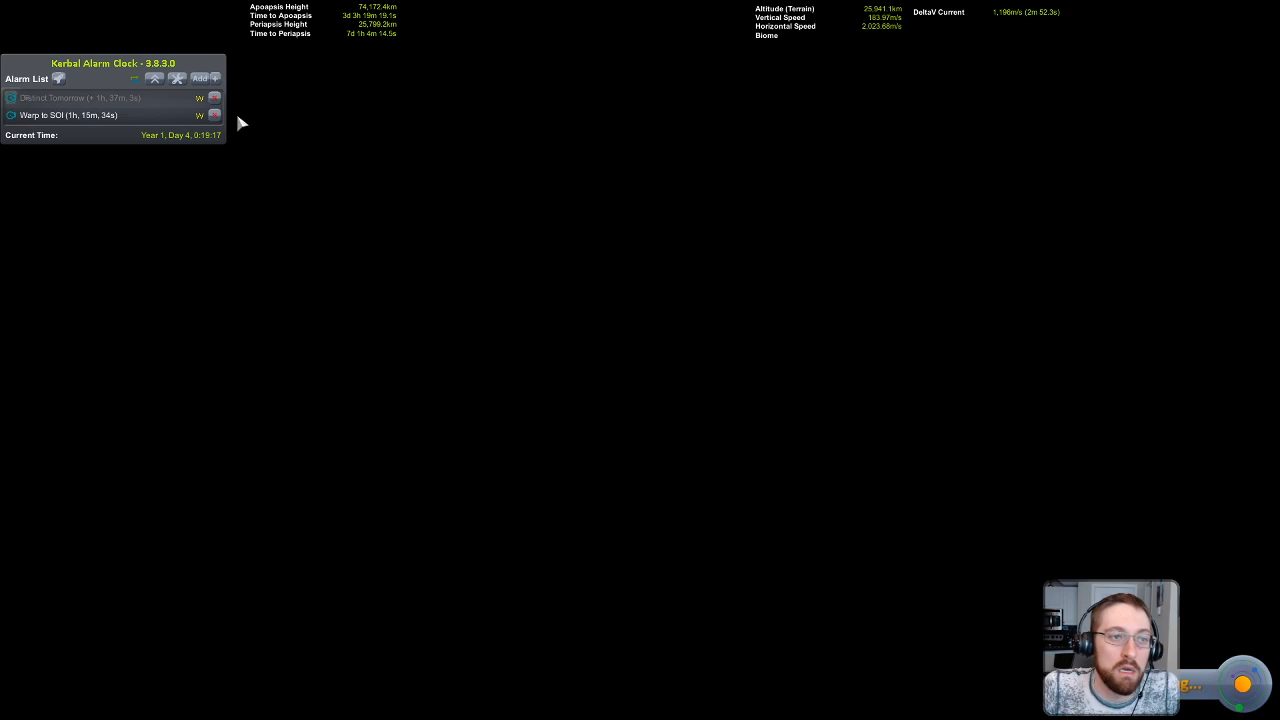 Apoapsis Height 74,172.4km
Time to Apoapsis 3d 3h 19m 19.1s
Periapsis Height 25,799.2km
Time to Periapsis 7d 1h 4m 14.5s
Altitude (Terrain) 25,941.1km
Vertical Speed 183.97m/s
Horizontal Speed 2,023.68m/s
Biome
DeltaV Current 1,196m/s (2m 52.3s)
Kerbal Alarm Clock - 3.8.3.0
Alarm List Add +
Distinct Tomorrow (+ 1h, 37m, 3s) W
Warp to SOI (1h, 15m, 34s) W
Current Time: Year 1, Day 4, 0:19:17